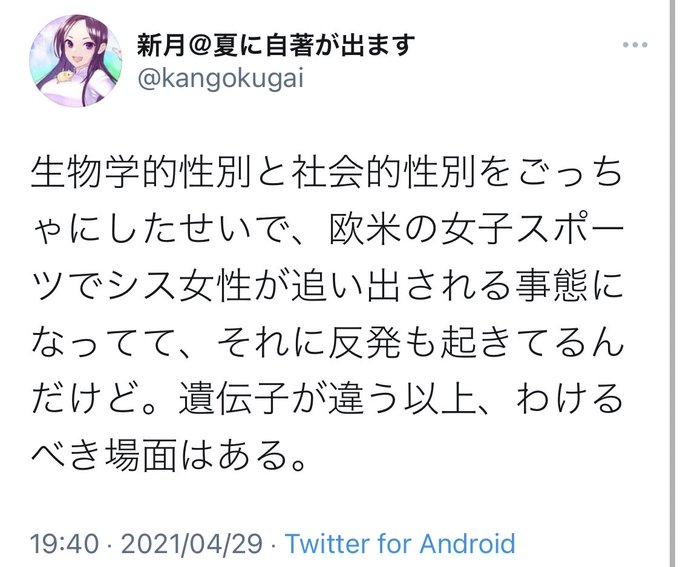 新月@夏に自著が出ます
@kangokugai
生物学的性別と社会的性別をごっち
ゃにしたせいで、欧米の女子スポー
ツでシス女性が追い出される事態に
なってて、それに反発も起きてるん
だけど。遺伝子が違う以上、わける
べき場面はある。
19:40 · 2021/04/29 · Twitter for Android